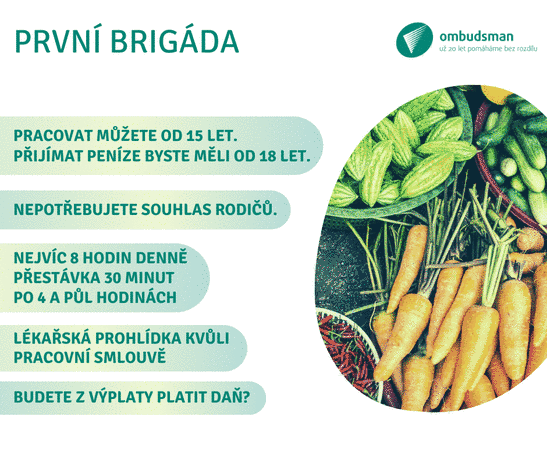 PRVNÍ BRIGÁDA
ombudsman
už 20 let pomáháme bez rozdílu
PRACOVAT MŮŽETE OD 15 LET.
PŘIJÍMAT PENÍZE BYSTE MĚLI OD 18 LET.
NEPOTŘEBUJETE SOUHLAS RODIČŮ.
NEJVÍC 8 HODIN DENNĚ
PŘESTÁVKA 30 MINUT
PO 4 A PŮL HODINÁCH
LÉKAŘSKÁ PROHLÍDKA KVŮLI
PRACOVNÍ SMLOUVĚ
BUDETE Z VÝPLATY PLATIT DAŇ?